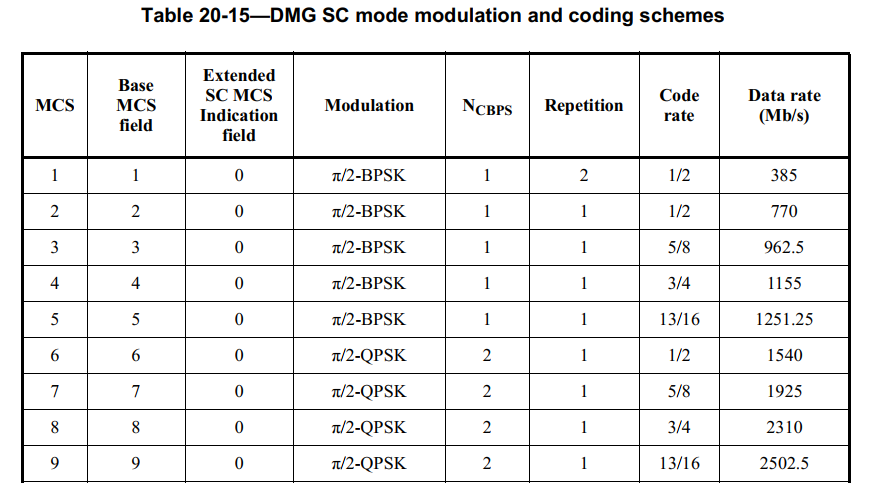 Table 20-15—DMG SC mode modulation and coding schemes
MCS Base MCS field Extended SC MCS Indication field Modulation NCBPS Repetition Code rate Data rate (Mb/s)
1 1 0 π/2-BPSK 1 2 1/2 385
2 2 0 π/2-BPSK 1 1 1/2 770
3 3 0 π/2-BPSK 1 1 5/8 962.5
4 4 0 π/2-BPSK 1 1 3/4 1155
5 5 0 π/2-BPSK 1 1 13/16 1251.25
6 6 0 π/2-QPSK 2 1 1/2 1540
7 7 0 π/2-QPSK 2 1 5/8 1925
8 8 0 π/2-QPSK 2 1 3/4 2310
9 9 0 π/2-QPSK 2 1 13/16 2502.5